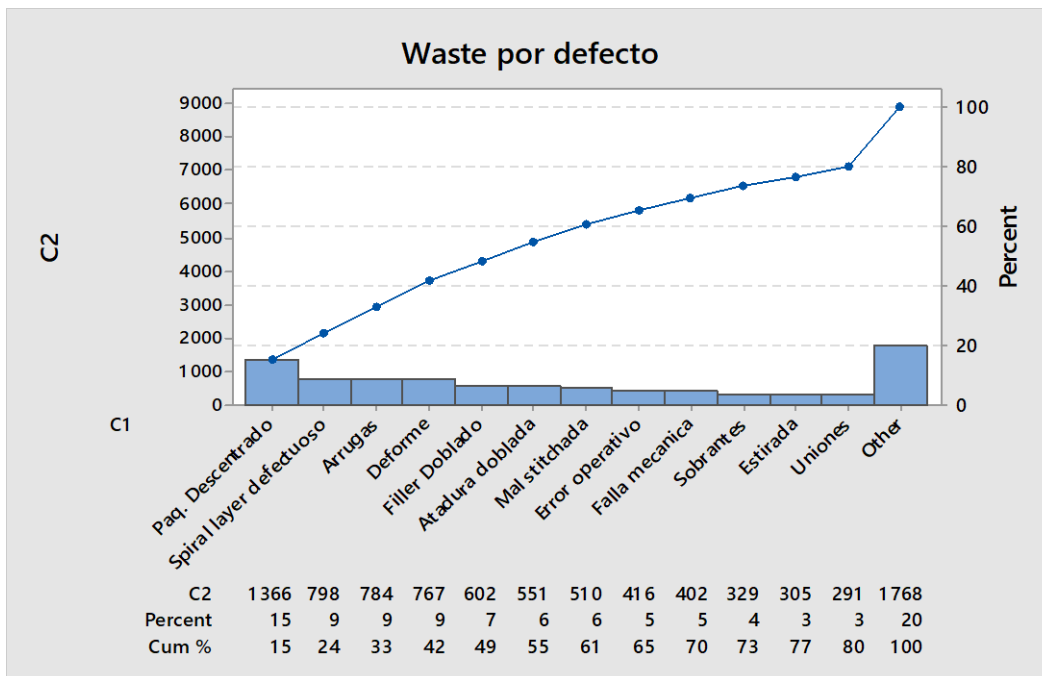 Waste por defecto
9000
8000
7000
6000
5000
4000
3000
2000
1000
0
C2
100
80
60
40
20
0
Percent
C1
Paq. Descentrado
Spiral layer defectuoso
Arrugas
Deforme
Filler Doblado
Atadura doblada
Mal stitchada
Error operativo
Falla mecanica
Sobrantes
Estirada
Uniones
Other
C2 1366 798 784 767 602 551 510 416 402 329 305 291 1768
Percent 15 9 9 9 7 6 6 5 5 4 3 3 20
Cum % 15 24 33 42 49 55 61 65 70 73 77 80 100